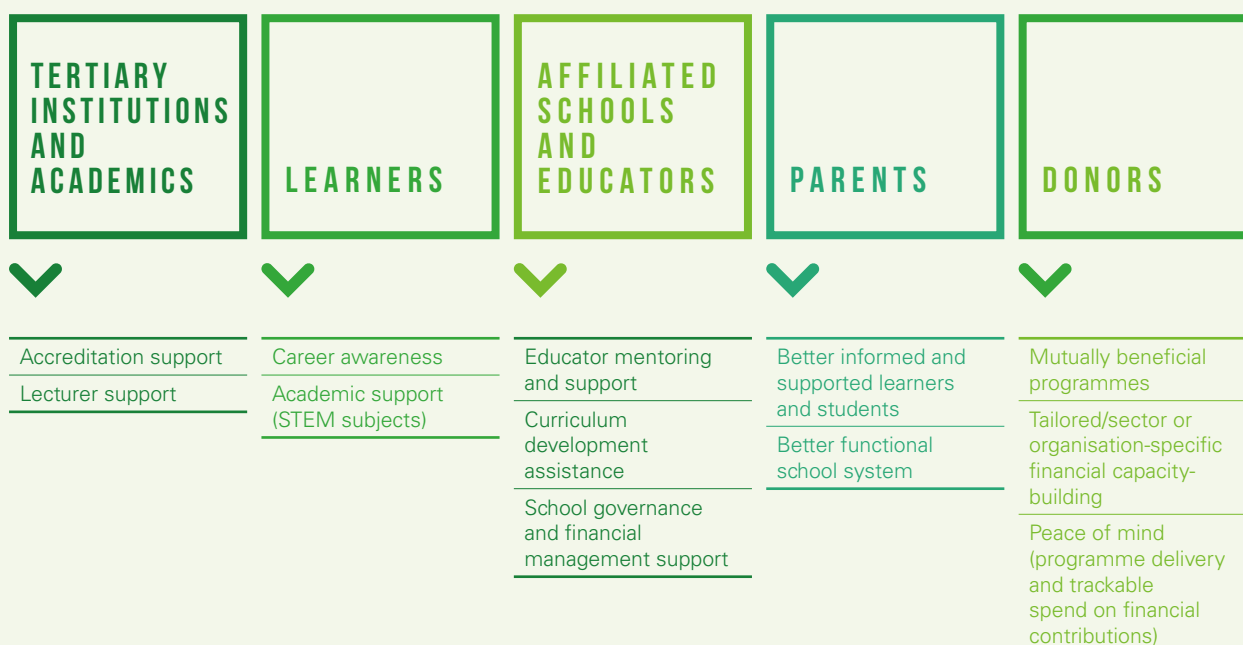 TERTIARY
INSTITUTIONS
AND
ACADEMICS
LEARNERS
AFFILIATED
SCHOOLS
AND
EDUCATORS
PARENTS
DONORS
Accreditation support
Lecturer support
Career awareness
Academic support
(STEM subjects)
Educator mentoring
and support
Curriculum
development
assistance
School governance
and financial
management support
Better informed and
supported learners
and students
Better functional
school system
Mutually beneficial
programmes
Tailored/sector or
organisation-specific
financial capacity-
building
Peace of mind
(programme delivery
and trackable
spend on financial
contributions)